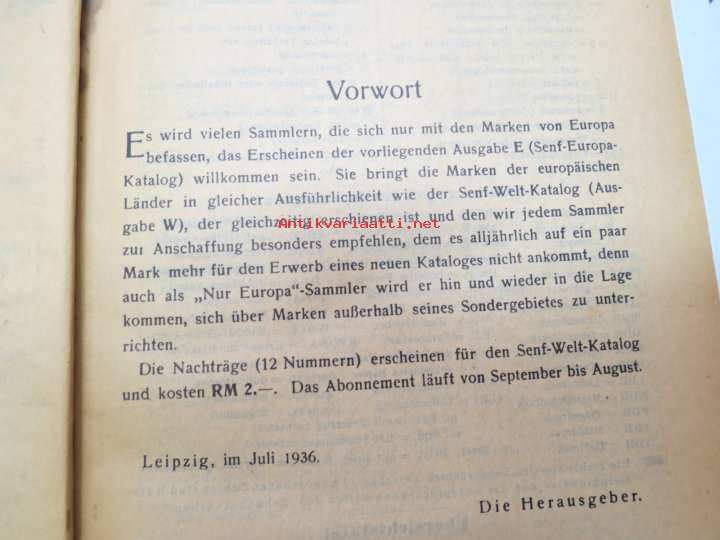 Vorwort
Es wird vielen Sammlern, die sich nur mit den Marken von Europa
befassen, das Erscheinen der vorliegenden Ausgabe E (Senf-Europa-
Katalog) willkommen sein. Sie bringt die Marken der europäischen
Länder in gleicher Ausführlichkeit wie der Senf-Welt-Katalog (Aus-
gabe W), der gleichzeitig erschienen ist und den wir jedem Sammler
Antikvariaatti.net
zur Anschaffung besonders empfehlen, dem es alljährlich auf ein paar
Mark mehr für den Erwerb eines neuen Kataloges nicht ankommt, denn
auch als „Nur Europa“-Sammler wird er hin und wieder in die Lage
kommen, sich über Marken außerhalb seines Sondergebietes zu unter-
richten.
Die Nachträge (12 Nummern) erscheinen für den Senf-Welt-Katalog
und kosten RM 2.—. Das Abonnement läuft von September bis August.
Leipzig, im Juli 1936.
Die Herausgeber.